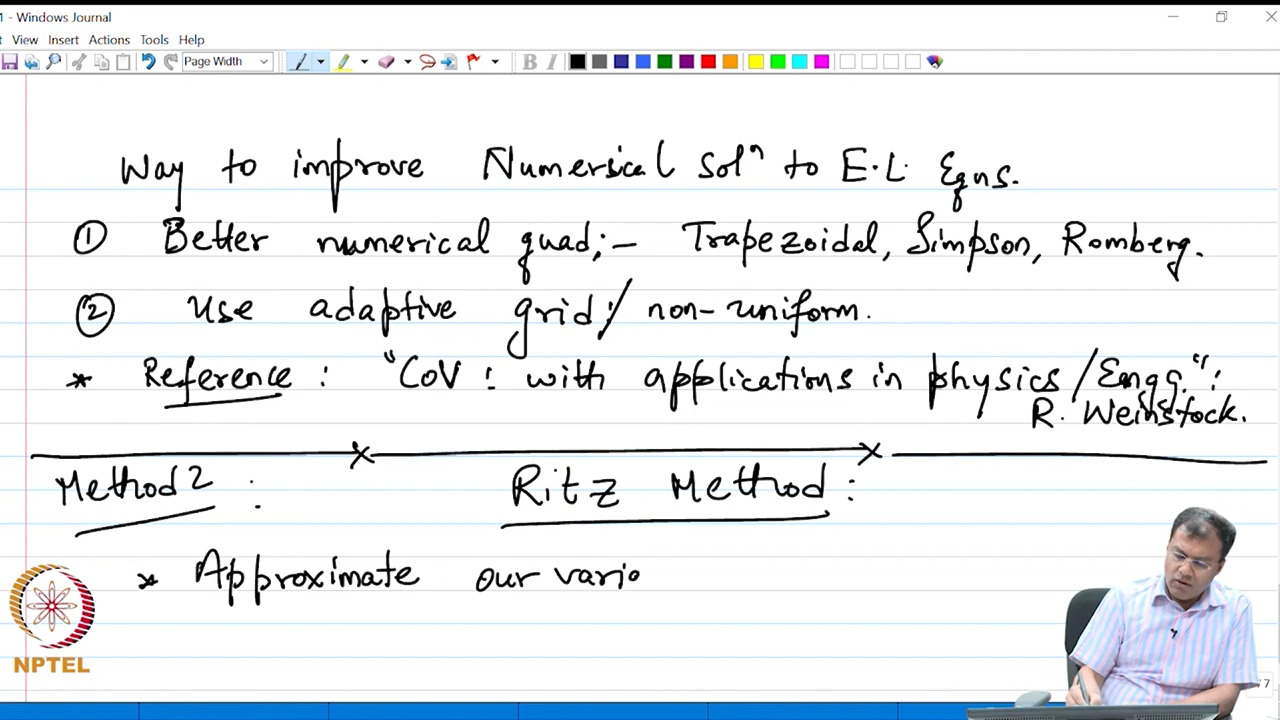 1 - Windows Journal
t View Insert Actions Tools Help
Page Width
B I
Way to improve Numerical solⁿ to E.L. Eqns.
① Better numerical quad;- Trapezoidal, Simpson, Romberg.
② Use adaptive grid:/ non-uniform.
* Reference : "CoV : with applications in physics /Engg." :
R. Weinstock.
Method 2 : Ritz Method :
* Approximate our vario
NPTEL
77